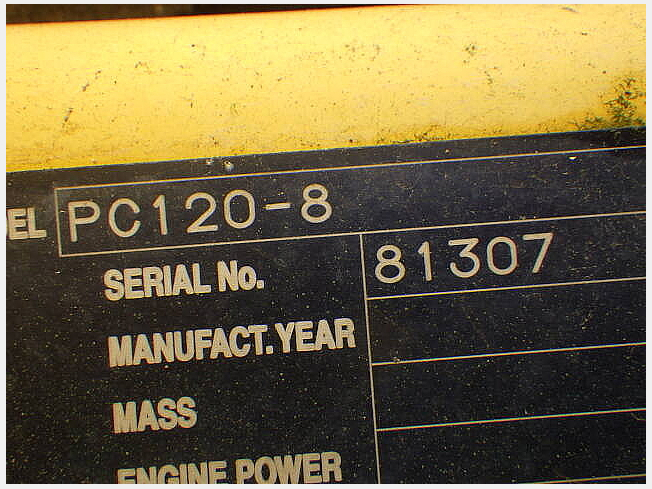 EL PC120-8
SERIAL No. 81307
MANUFACT. YEAR
MASS
ENGINE POWER